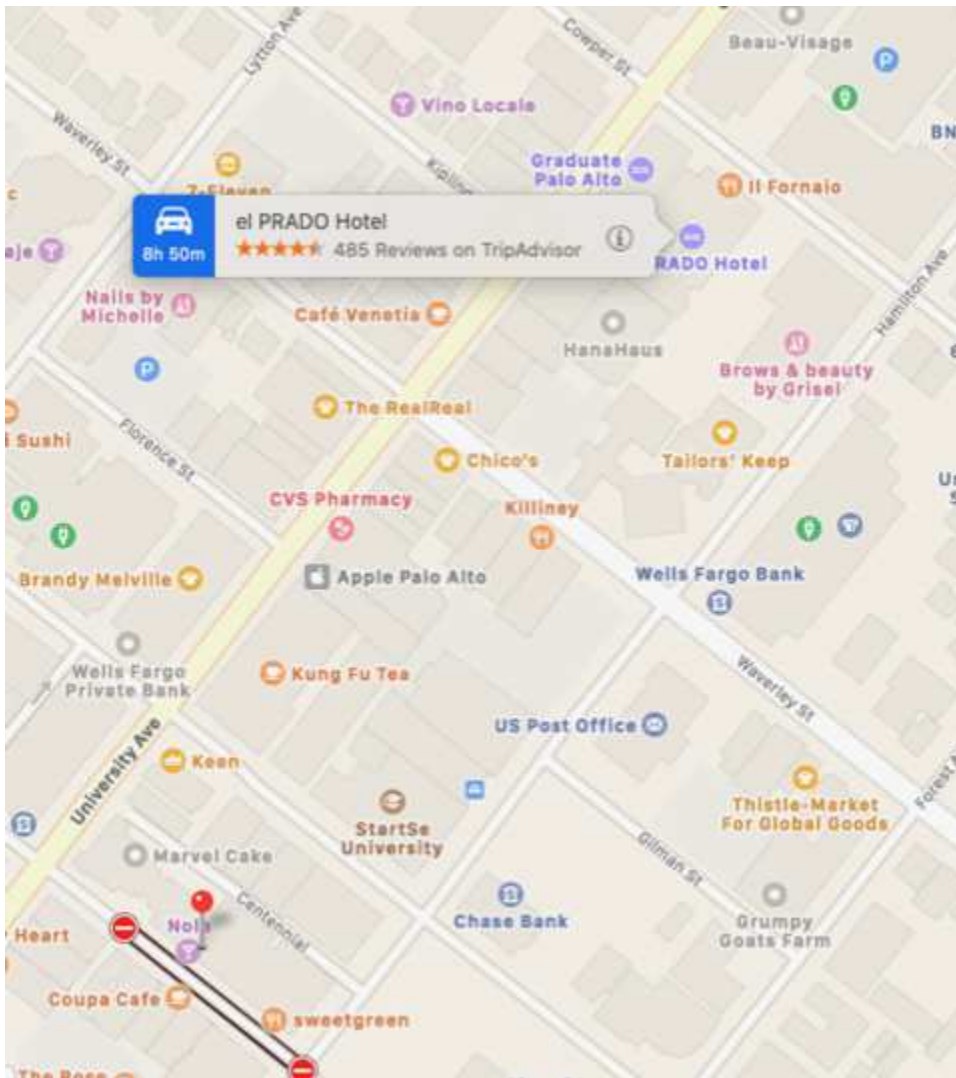 Lytton Ave
Cowper St
Beau-Visage
Vino Locale
Waverley St
BN
Graduate
Palo Alto
Il Fornaio
c
7-Eleven
el PRADO Hotel
8h 50m
485 Reviews on TripAdvisor
RADO Hotel
Hamilton Ave
Nails by
Michelle
Café Venetia
HanaHaus
Brows & beauty
by Grisel
The RealReal
Sushi
Florence St
Chico's
Tailors' Keep
CVS Pharmacy
Killiney
Brandy Melville
Apple Palo Alto
Wells Fargo Bank
Wells Fargo
Private Bank
Kung Fu Tea
Waverley St
US Post Office
University Ave
Keen
StartSe
University
Thistle-Market
For Global Goods
Forest A
Marvel Cake
Gilman St
Centennial
Chase Bank
Grumpy
Goats Farm
Heart
Nola
Coupa Cafe
sweetgreen